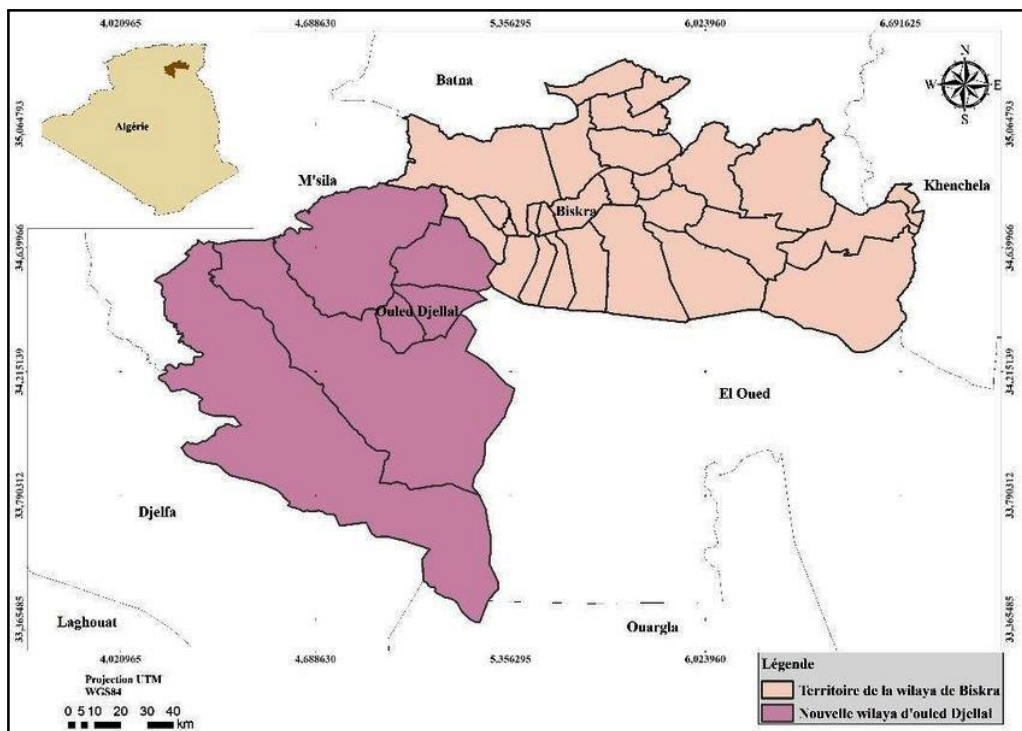 4,020965 4,688630 5,356295 6,023960 6,691625
35,064793 35,064793
34,639966 34,639966
34,215139 34,215139
33,790312 33,790312
33,365485 33,365485
Algérie
Batna
N
W E
S
M'sila
Khenchela
Biskra
Ouled Djellal
El Oued
Djelfa
Laghouat
Ouargla
4,020965 4,688630 5,356295 6,023960 6,691625
Projection UTM
WGS84
0 5 10 20 30 40
km
Légende
Territoire de la wilaya de Biskra
Nouvelle wilaya d'ouled Djellal